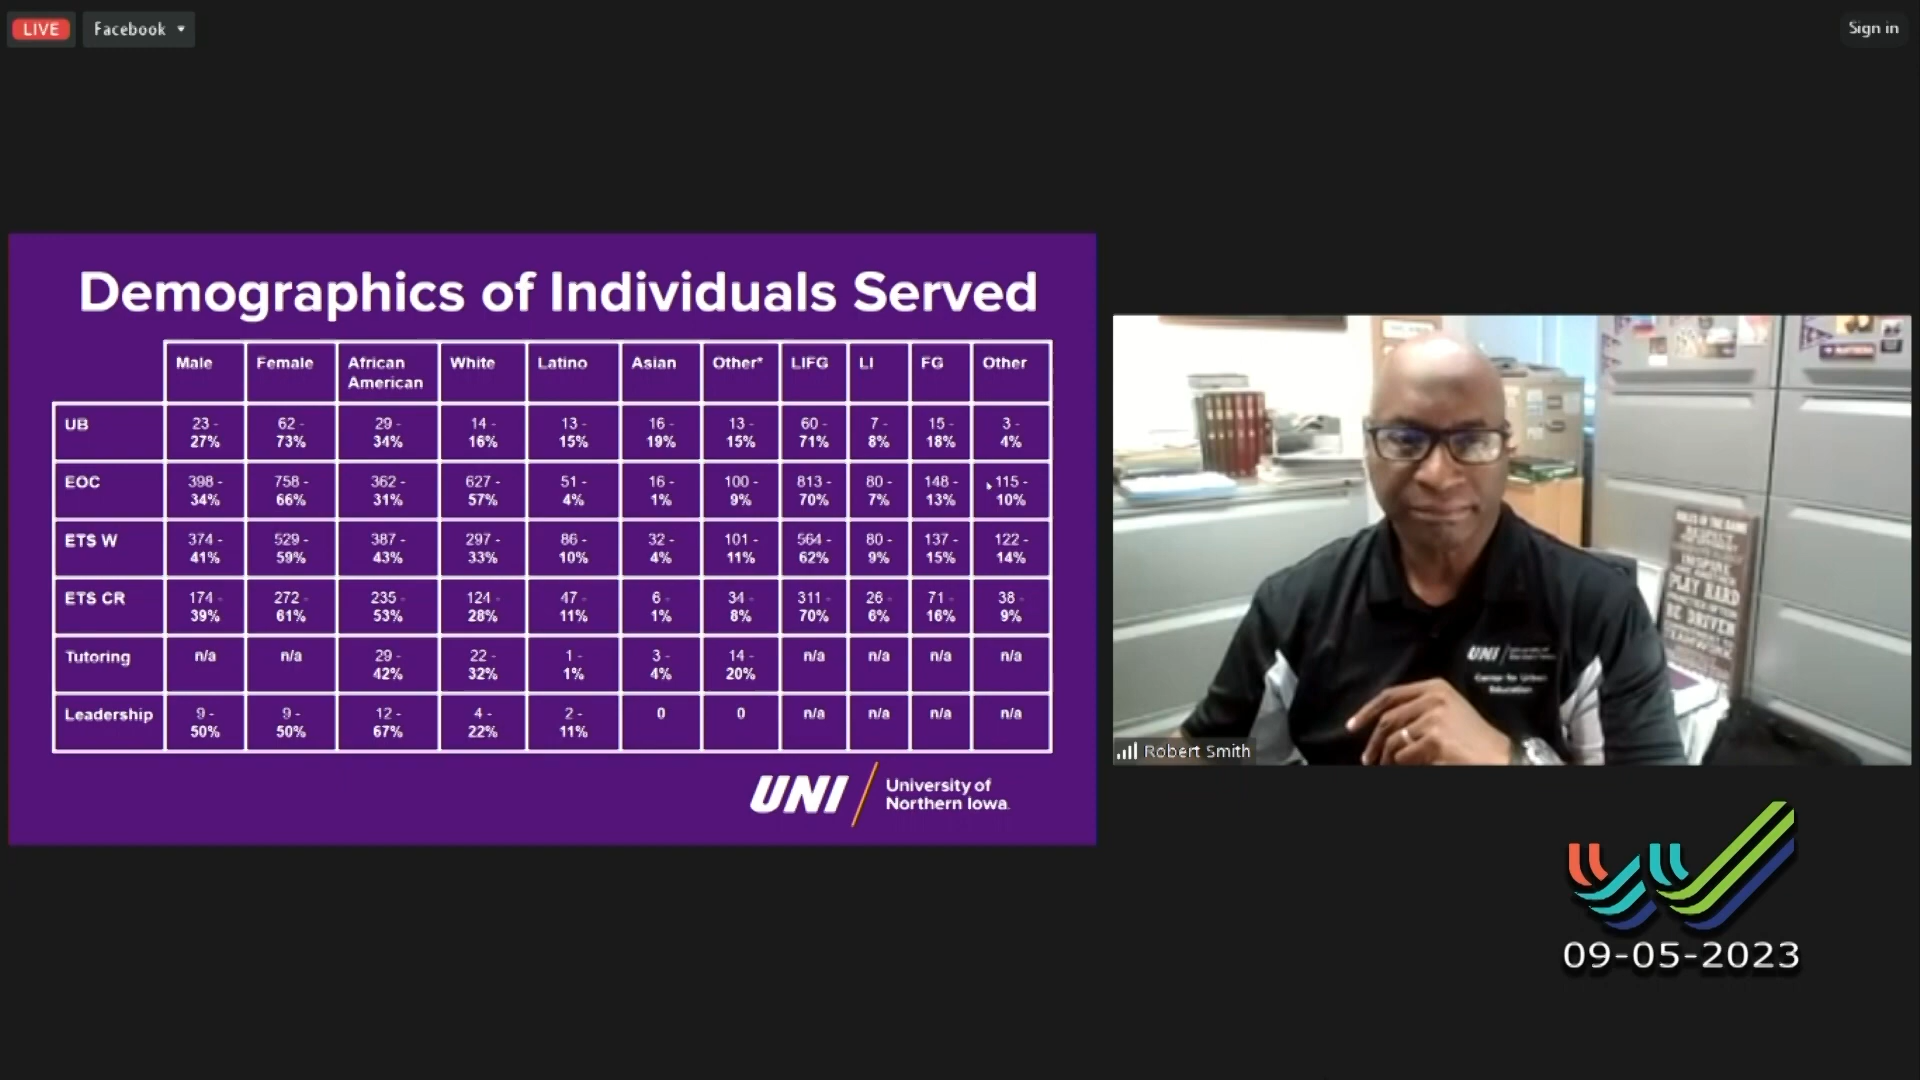 LIVE
Facebook
Sign in
Demographics of Individuals Served
Male Female African American White Latino Asian Other* LIFG LI FG Other
UB 23 - 27% 62 - 73% 29 - 34% 14 - 16% 13 - 15% 16 - 19% 13 - 15% 60 - 71% 7 - 8% 15 - 18% 3 - 4%
EOC 398 - 34% 758 - 66% 362 - 31% 627 - 57% 51 - 4% 16 - 1% 100 - 9% 813 - 70% 80 - 7% 148 - 13% 115 - 10%
ETS W 374 - 41% 529 - 59% 387 - 43% 297 - 33% 86 - 10% 32 - 4% 101 - 11% 564 - 62% 80 - 9% 137 - 15% 122 - 14%
ETS CR 174 - 39% 272 - 61% 235 - 53% 124 - 28% 47 - 11% 6 - 1% 34 - 8% 311 - 70% 26 - 6% 71 - 16% 38 - 9%
Tutoring n/a n/a 29 - 42% 22 - 32% 1 - 1% 3 - 4% 14 - 20% n/a n/a n/a n/a
Leadership 9 - 50% 9 - 50% 12 - 67% 4 - 22% 2 - 11% 0 0 n/a n/a n/a n/a
UNI University of
Northern Iowa.
RESPECT
INSPIRE
PLAY HARD
BE DRIVEN
UNI
Center for Urban
Education
Robert Smith
09-05-2023